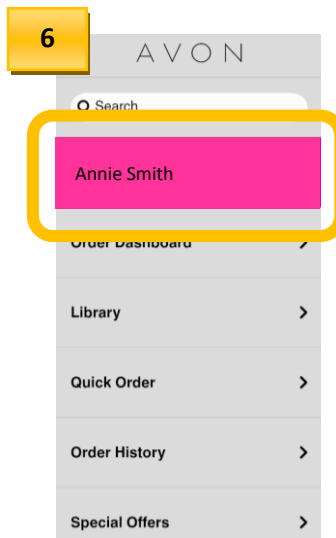 6
AVON
Search
Annie Smith
Order Dashboard
Library
Quick Order
Order History
Special Offers